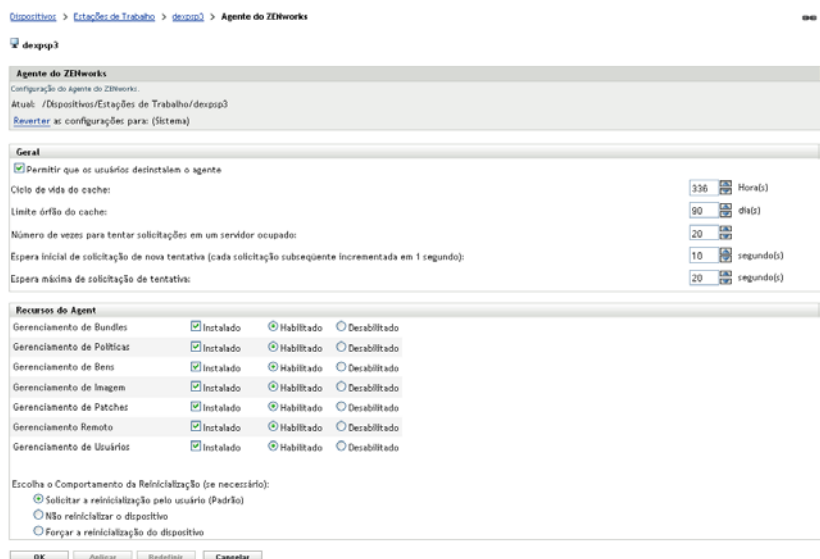 Dispositivos > Estações de Trabalho > dexpsp3 > Agente do ZENworks
dexpsp3
Agente do ZENworks
Configuração do Agente do ZENworks.
Atual: /Dispositivos/Estações de Trabalho/dexpsp3
Reverter as configurações para: (Sistema)
Geral
Permitir que os usuários desinstalem o agente
Ciclo de vida do cache: 336 Hora(s)
Limite órfão do cache: 90 dia(s)
Número de vezes para tentar solicitações em um servidor ocupado: 20
Espera inicial de solicitação de nova tentativa (cada solicitação subseqüente incrementada em 1 segundo): 10 segundo(s)
Espera máxima de solicitação de tentativa: 20 segundo(s)
Recursos do Agent
Gerenciamento de Bundles Instalado Habilitado Desabilitado
Gerenciamento de Políticas Instalado Habilitado Desabilitado
Gerenciamento de Bens Instalado Habilitado Desabilitado
Gerenciamento de Imagem Instalado Habilitado Desabilitado
Gerenciamento de Patches Instalado Habilitado Desabilitado
Gerenciamento Remoto Instalado Habilitado Desabilitado
Gerenciamento de Usuários Instalado Habilitado Desabilitado
Escolha o Comportamento da Reinicialização (se necessário):
Solicitar a reinicialização pelo usuário (Padrão)
Não reinicializar o dispositivo
Forçar a reinicialização do dispositivo
OK Aplicar Redefinir Cancelar